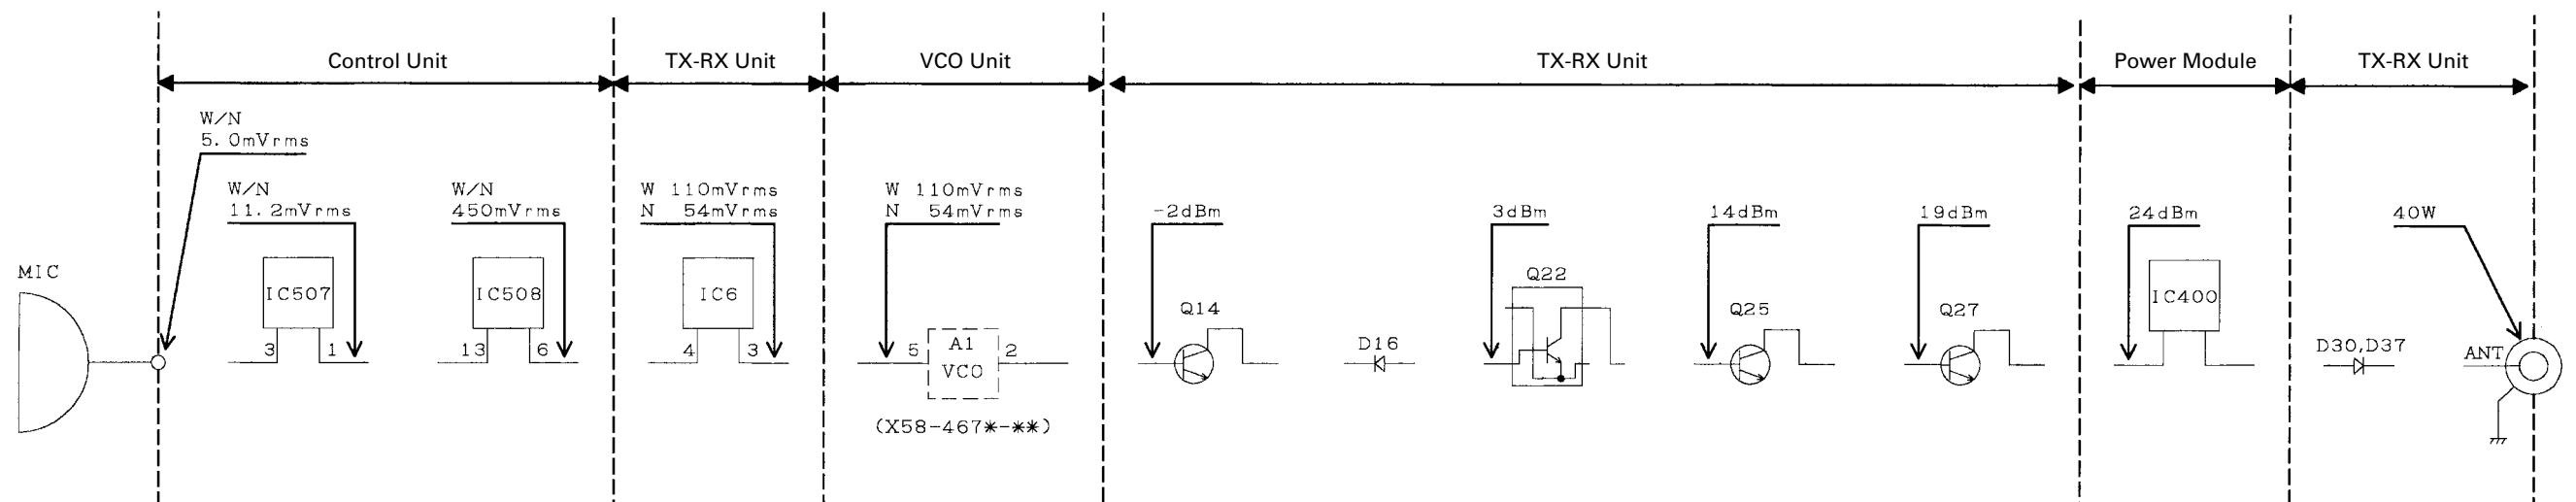 Control Unit
TX-RX Unit
VCO Unit
TX-RX Unit
Power Module
TX-RX Unit
W/N
5.0mVrms
W/N
11.2mVrms
W/N
450mVrms
W 110mVrms
N 54mVrms
W 110mVrms
N 54mVrms
-2dBm
3dBm
14dBm
19dBm
24dBm
40W
MIC
IC507
3 1
IC508
13 6
IC6
4 3
5 A1 2
VCO
(X58-467✱-✱✱)
Q14
D16
Q22
Q25
Q27
IC400
D30,D37
ANT